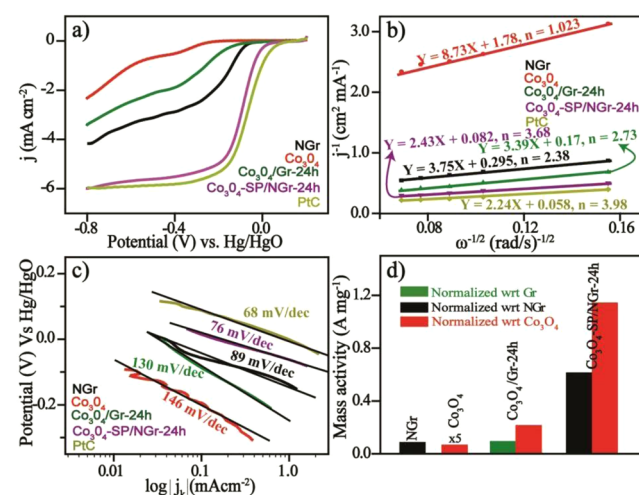 a)
0
-2
-4
-6
j (mA cm-2)
NGr
Co3O4
Co3O4/Gr-24h
Co3O4-SP/NGr-24h
PtC
-0.8
-0.4
0.0
Potential (V) vs. Hg/HgO
b)
3.0
2.0
1.0
0.0
j-1 (cm2 mA-1)
Y = 8.73X + 1.78, n = 1.023
NGr
Co3O4
Co3O4/Gr-24h
Co3O4-SP/NGr-24h
PtC
Y = 2.43X + 0.082, n = 3.68
Y = 3.39X + 0.17, n = 2.73
Y = 3.75X + 0.295, n = 2.38
Y = 2.24X + 0.058, n = 3.98
0.08
0.12
0.16
ω-1/2 (rad/s)-1/2
c)
0.2
0.0
0.2
Potential (V) Vs Hg/HgO
68 mV/dec
76 mV/dec
89 mV/dec
130 mV/dec
146 mV/dec
NGr
Co3O4
Co3O4/Gr-24h
Co3O4-SP/NGr-24h
PtC
0.01
0.10
1.0
log|jk|(mAcm-2)
d)
1.2
0.8
0.4
0.0
Mass activity (A mg-1)
Normalized wrt Gr
Normalized wrt NGr
Normalized wrt Co3O4
NGr
Co3O4
x5
Co3O4/Gr-24h
Co3O4-SP/NGr-24h